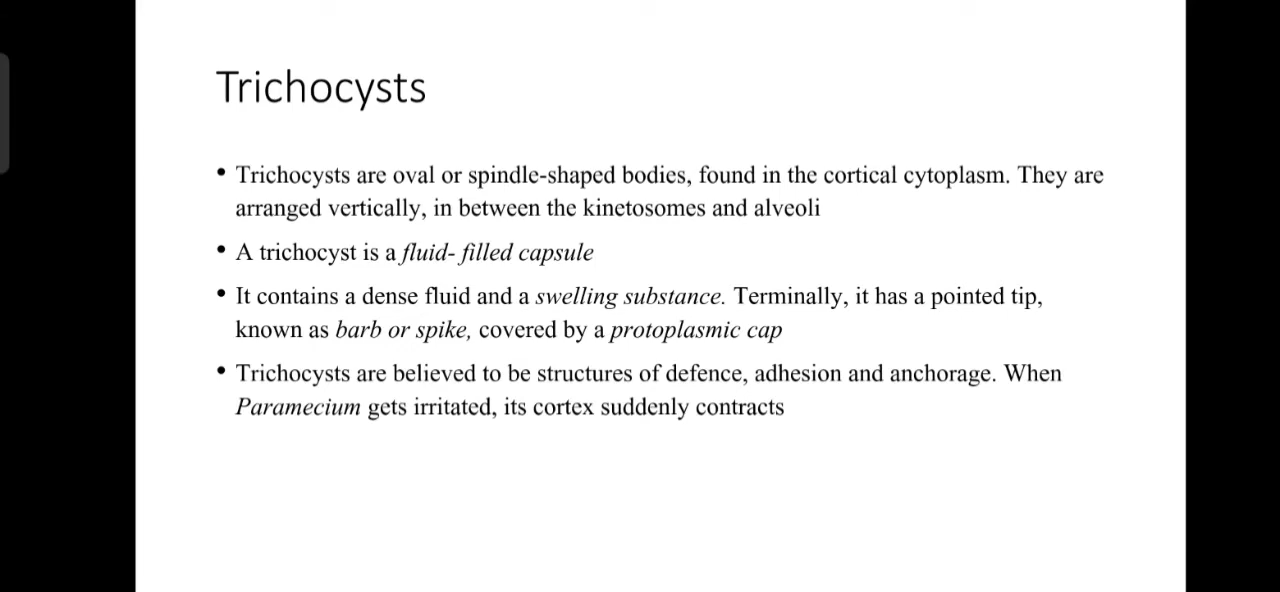 Trichocysts
• Trichocysts are oval or spindle-shaped bodies, found in the cortical cytoplasm. They are
arranged vertically, in between the kinetosomes and alveoli
• A trichocyst is a fluid- filled capsule
• It contains a dense fluid and a swelling substance. Terminally, it has a pointed tip,
known as barb or spike, covered by a protoplasmic cap
• Trichocysts are believed to be structures of defence, adhesion and anchorage. When
Paramecium gets irritated, its cortex suddenly contracts